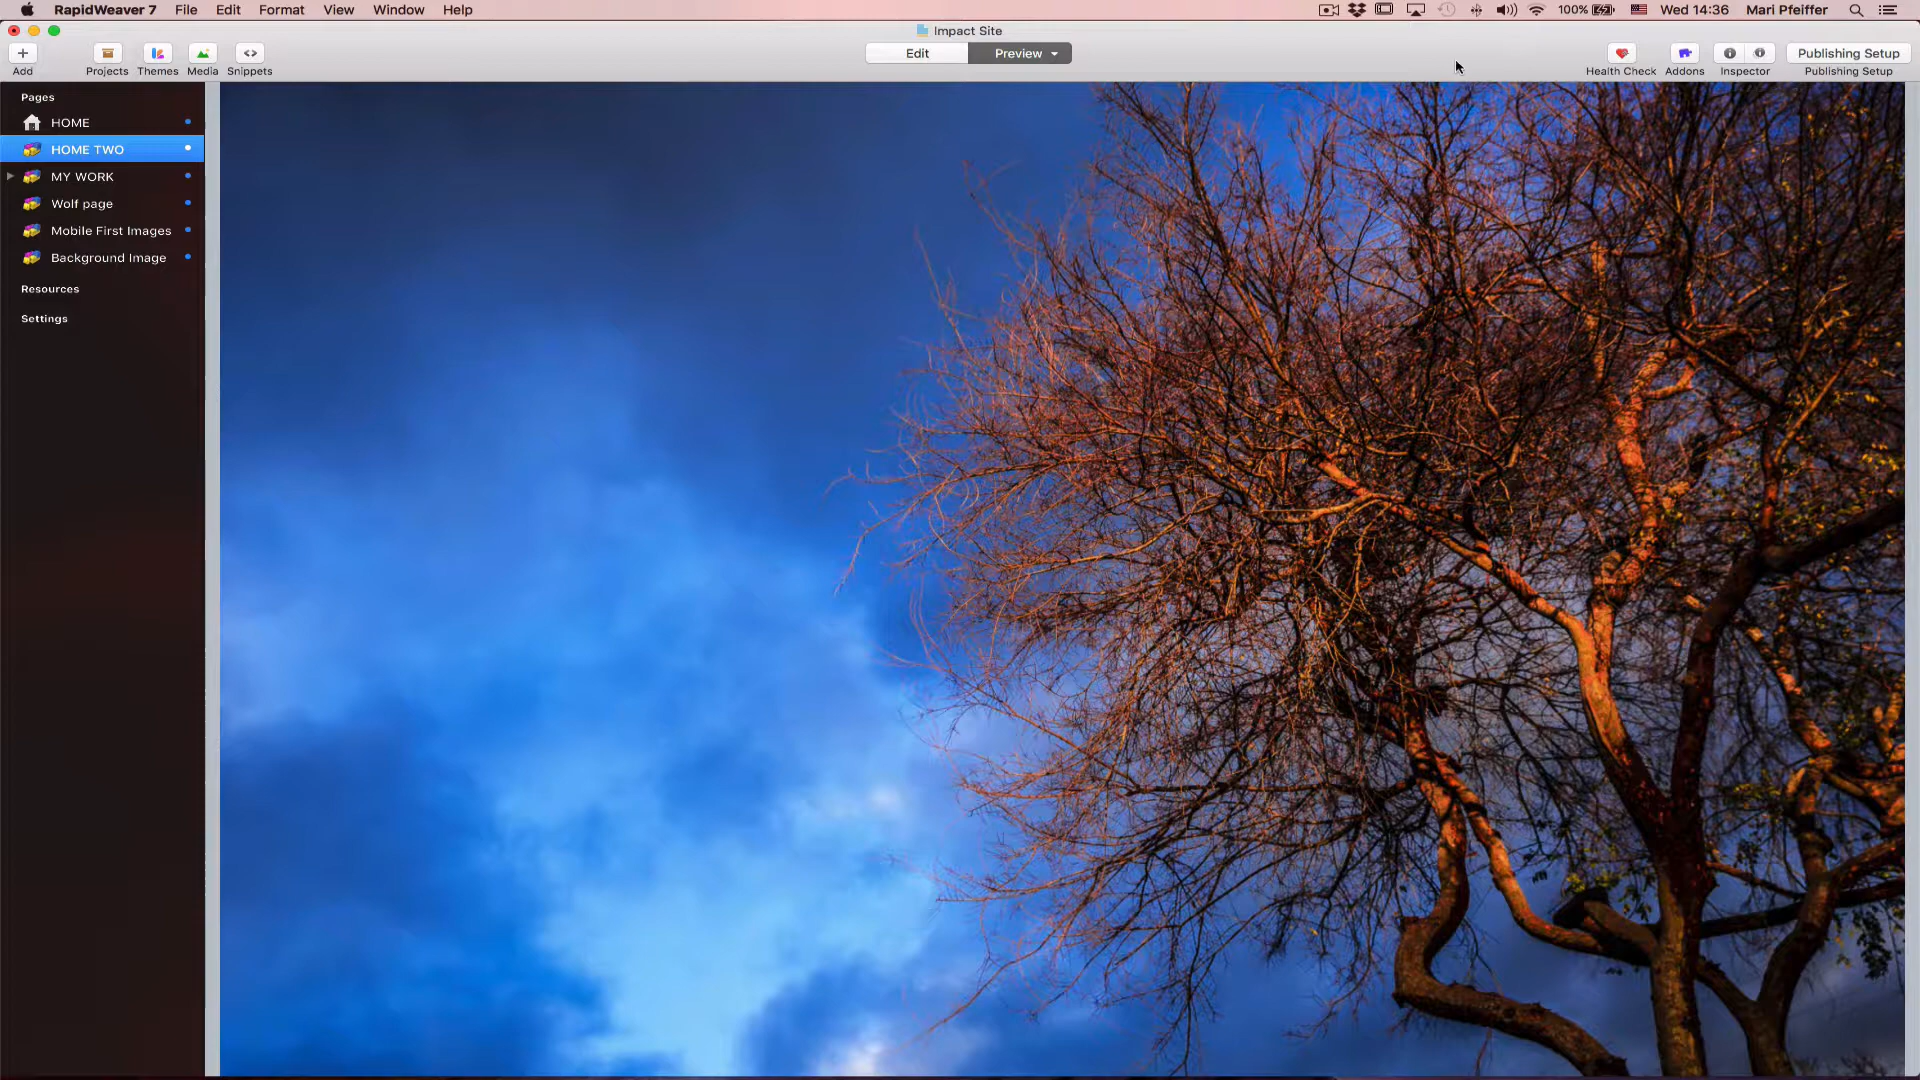 RapidWeaver 7 File Edit Format View Window Help 100% Wed 14:36 Mari Pfeiffer
Impact Site
Edit Preview Publishing Setup
Add Projects Themes Media Snippets Health Check Addons Inspector Publishing Setup
Pages
HOME
HOME TWO
MY WORK
Wolf page
Mobile First Images
Background Image
Resources
Settings